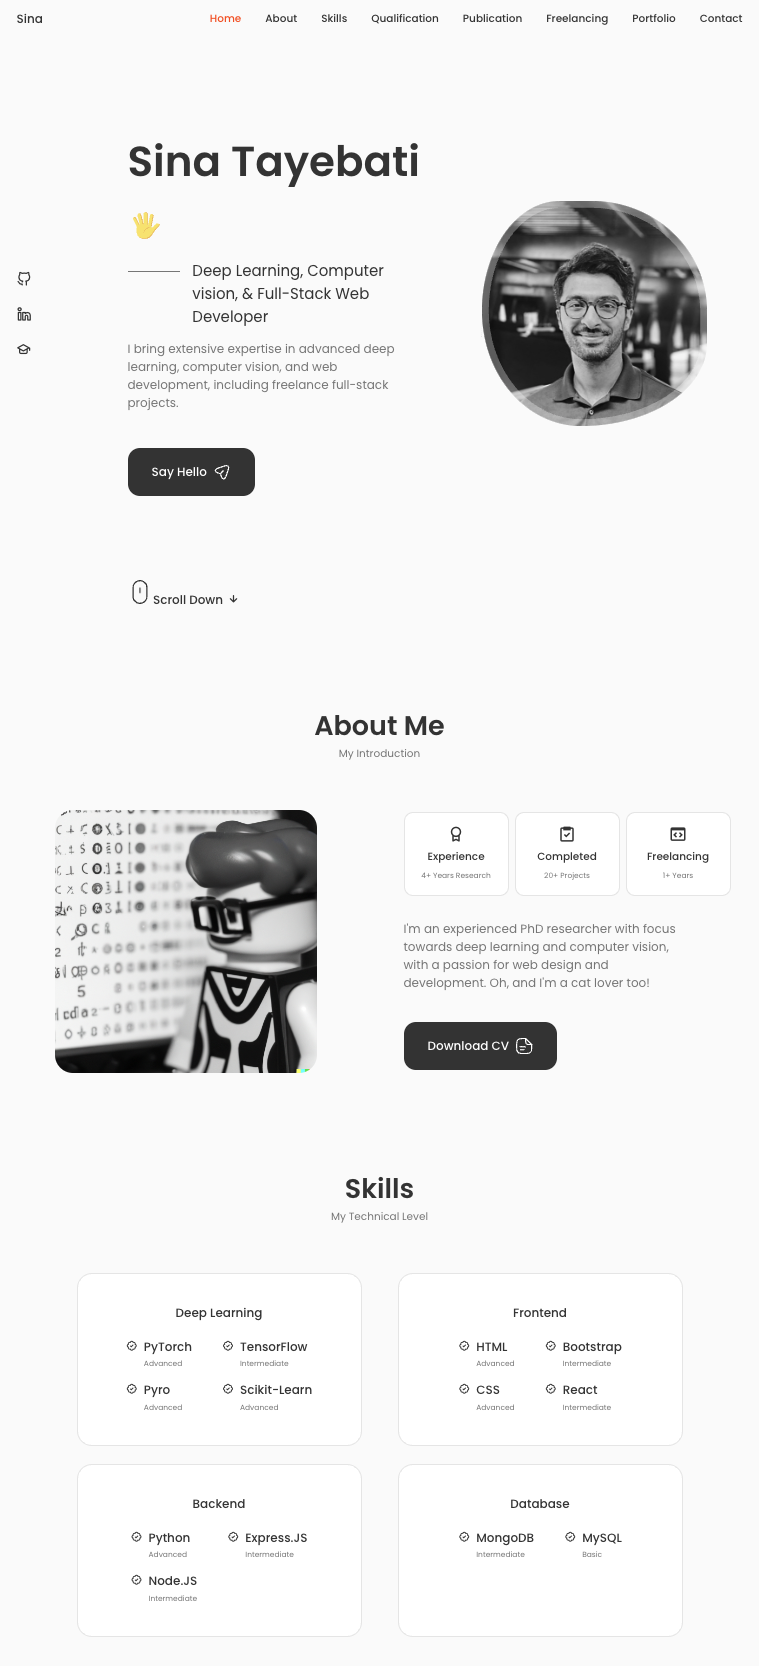 Sina
Home About Skills Qualification Publication Freelancing Portfolio Contact
Sina Tayebati
Deep Learning, Computer
vision, & Full-Stack Web
Developer
I bring extensive expertise in advanced deep
learning, computer vision, and web
development, including freelance full-stack
projects.
Say Hello
Scroll Down
About Me
My Introduction
Experience
4+ Years Research
Completed
20+ Projects
Freelancing
1+ Years
I'm an experienced PhD researcher with focus
towards deep learning and computer vision,
with a passion for web design and
development. Oh, and I'm a cat lover too!
Download CV
Skills
My Technical Level
Deep Learning
PyTorch TensorFlow
Advanced Intermediate
Pyro Scikit-Learn
Advanced Advanced
Frontend
HTML Bootstrap
Advanced Intermediate
CSS React
Advanced Intermediate
Backend
Python Express.JS
Advanced Intermediate
Node.JS
Intermediate
Database
MongoDB MySQL
Intermediate Basic